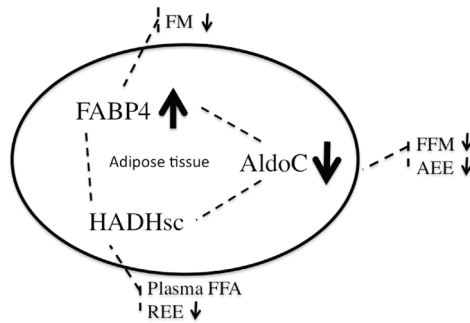 FM
FABP4
Adipose tissue
AldoC
FFM
AEE
HADHsc
Plasma FFA
REE